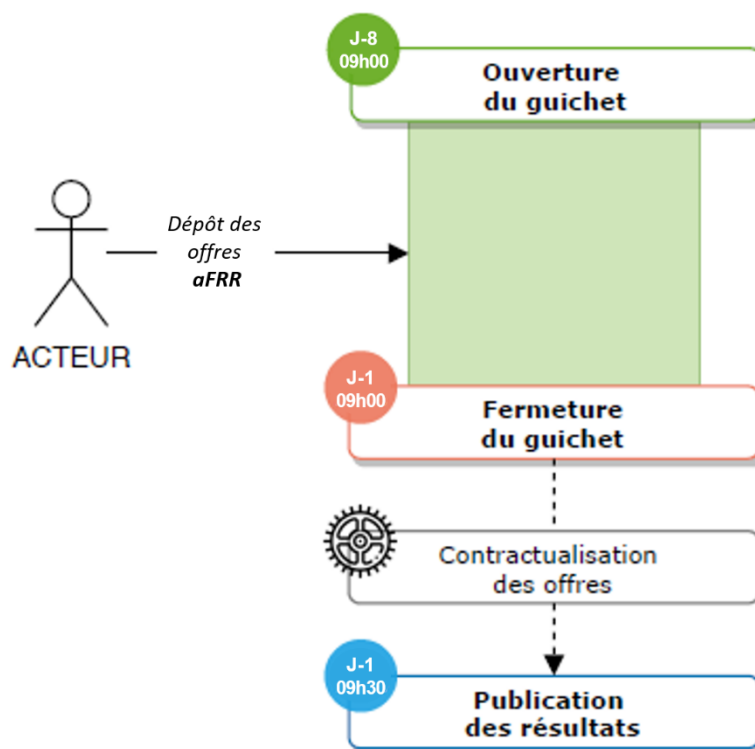 J-8
09h00
Ouverture
du guichet
Dépôt des
offres
aFRR
ACTEUR
J-1
09h00
Fermeture
du guichet
Contractualisation
des offres
J-1
09h30
Publication
des résultats